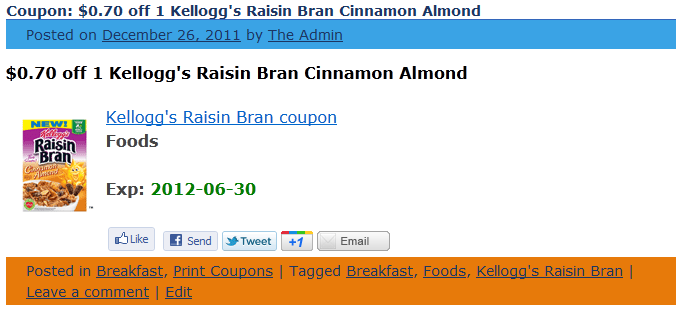 Coupon: $0.70 off 1 Kellogg's Raisin Bran Cinnamon Almond
Posted on December 26, 2011 by The Admin
$0.70 off 1 Kellogg's Raisin Bran Cinnamon Almond
NEW!
Kellogg's
Raisin
Bran
Cinnamon
Almond
Kellogg's Raisin Bran coupon
Foods
Exp: 2012-06-30
Like
Send
Tweet
+1
Email
Posted in Breakfast, Print Coupons | Tagged Breakfast, Foods, Kellogg's Raisin Bran |
Leave a comment | Edit